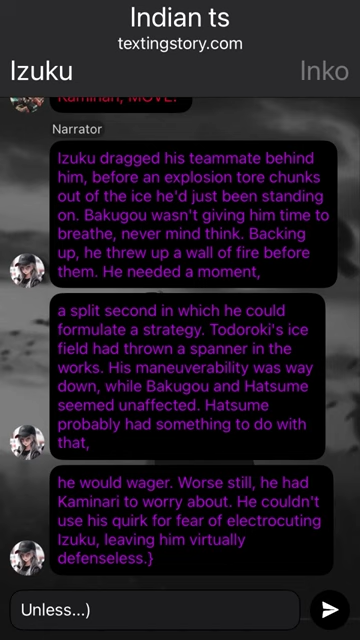 Indian ts
textingstory.com
Izuku
Inko
Kaminari, MOVE!
Narrator
Izuku dragged his teammate behind
him, before an explosion tore chunks
out of the ice he'd just been standing
on. Bakugou wasn't giving him time to
breathe, never mind think. Backing
up, he threw up a wall of fire before
them. He needed a moment,
a split second in which he could
formulate a strategy. Todoroki's ice
field had thrown a spanner in the
works. His maneuverability was way
down, while Bakugou and Hatsume
seemed unaffected. Hatsume
probably had something to do with
that,
he would wager. Worse still, he had
Kaminari to worry about. He couldn't
use his quirk for fear of electrocuting
Izuku, leaving him virtually
defenseless.}
Unless...)